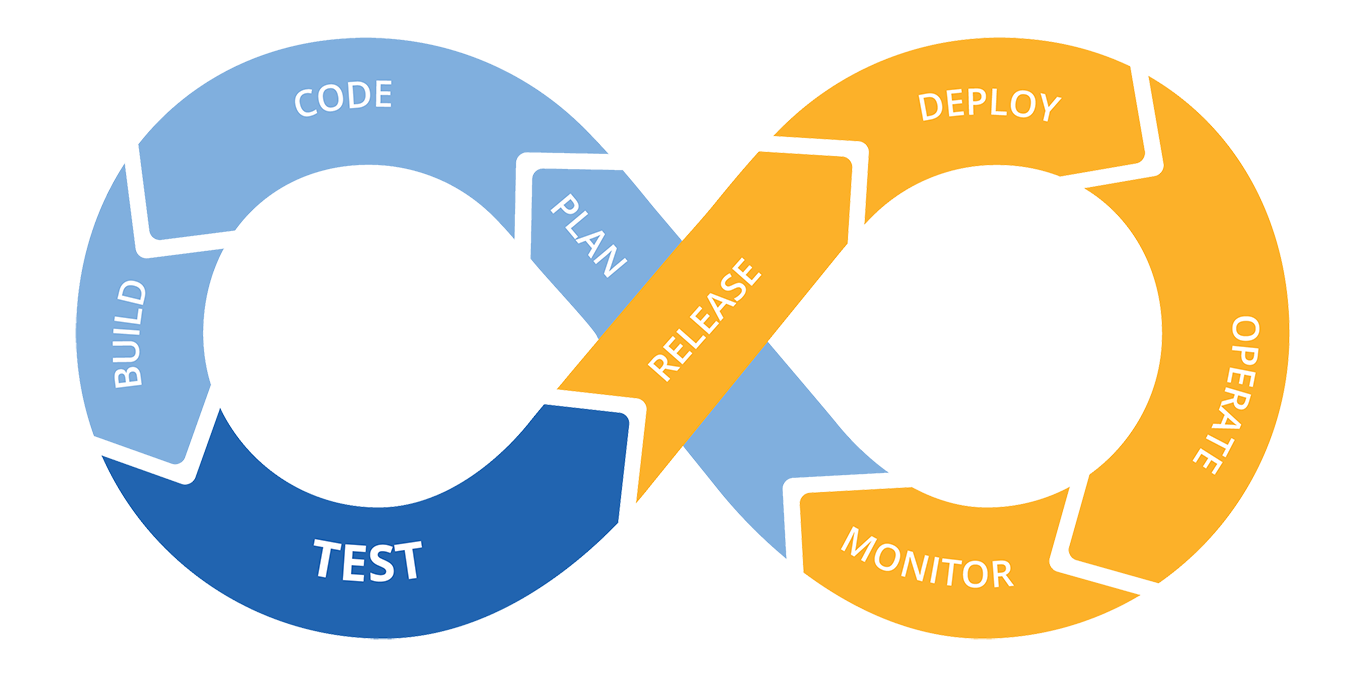 CODE
DEPLOY
PLAN
BUILD
RELEASE
OPERATE
TEST
MONITOR